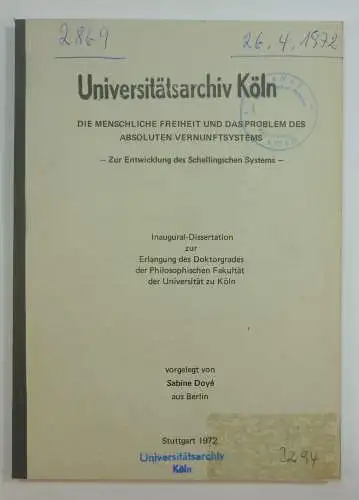 2869
26.4.1972
Universitätsarchiv Köln
DIE MENSCHLICHE FREIHEIT UND DAS PROBLEM DES
ABSOLUTEN VERNUNFTSYSTEMS
– Zur Entwicklung des Schellingschen Systems –
Inaugural-Dissertation
zur
Erlangung des Doktorgrades
der Philosophischen Fakultät
der Universität zu Köln
vorgelegt von
Sabine Doyé
aus Berlin
Stuttgart 1972
Universitätsarchiv
Köln
3294